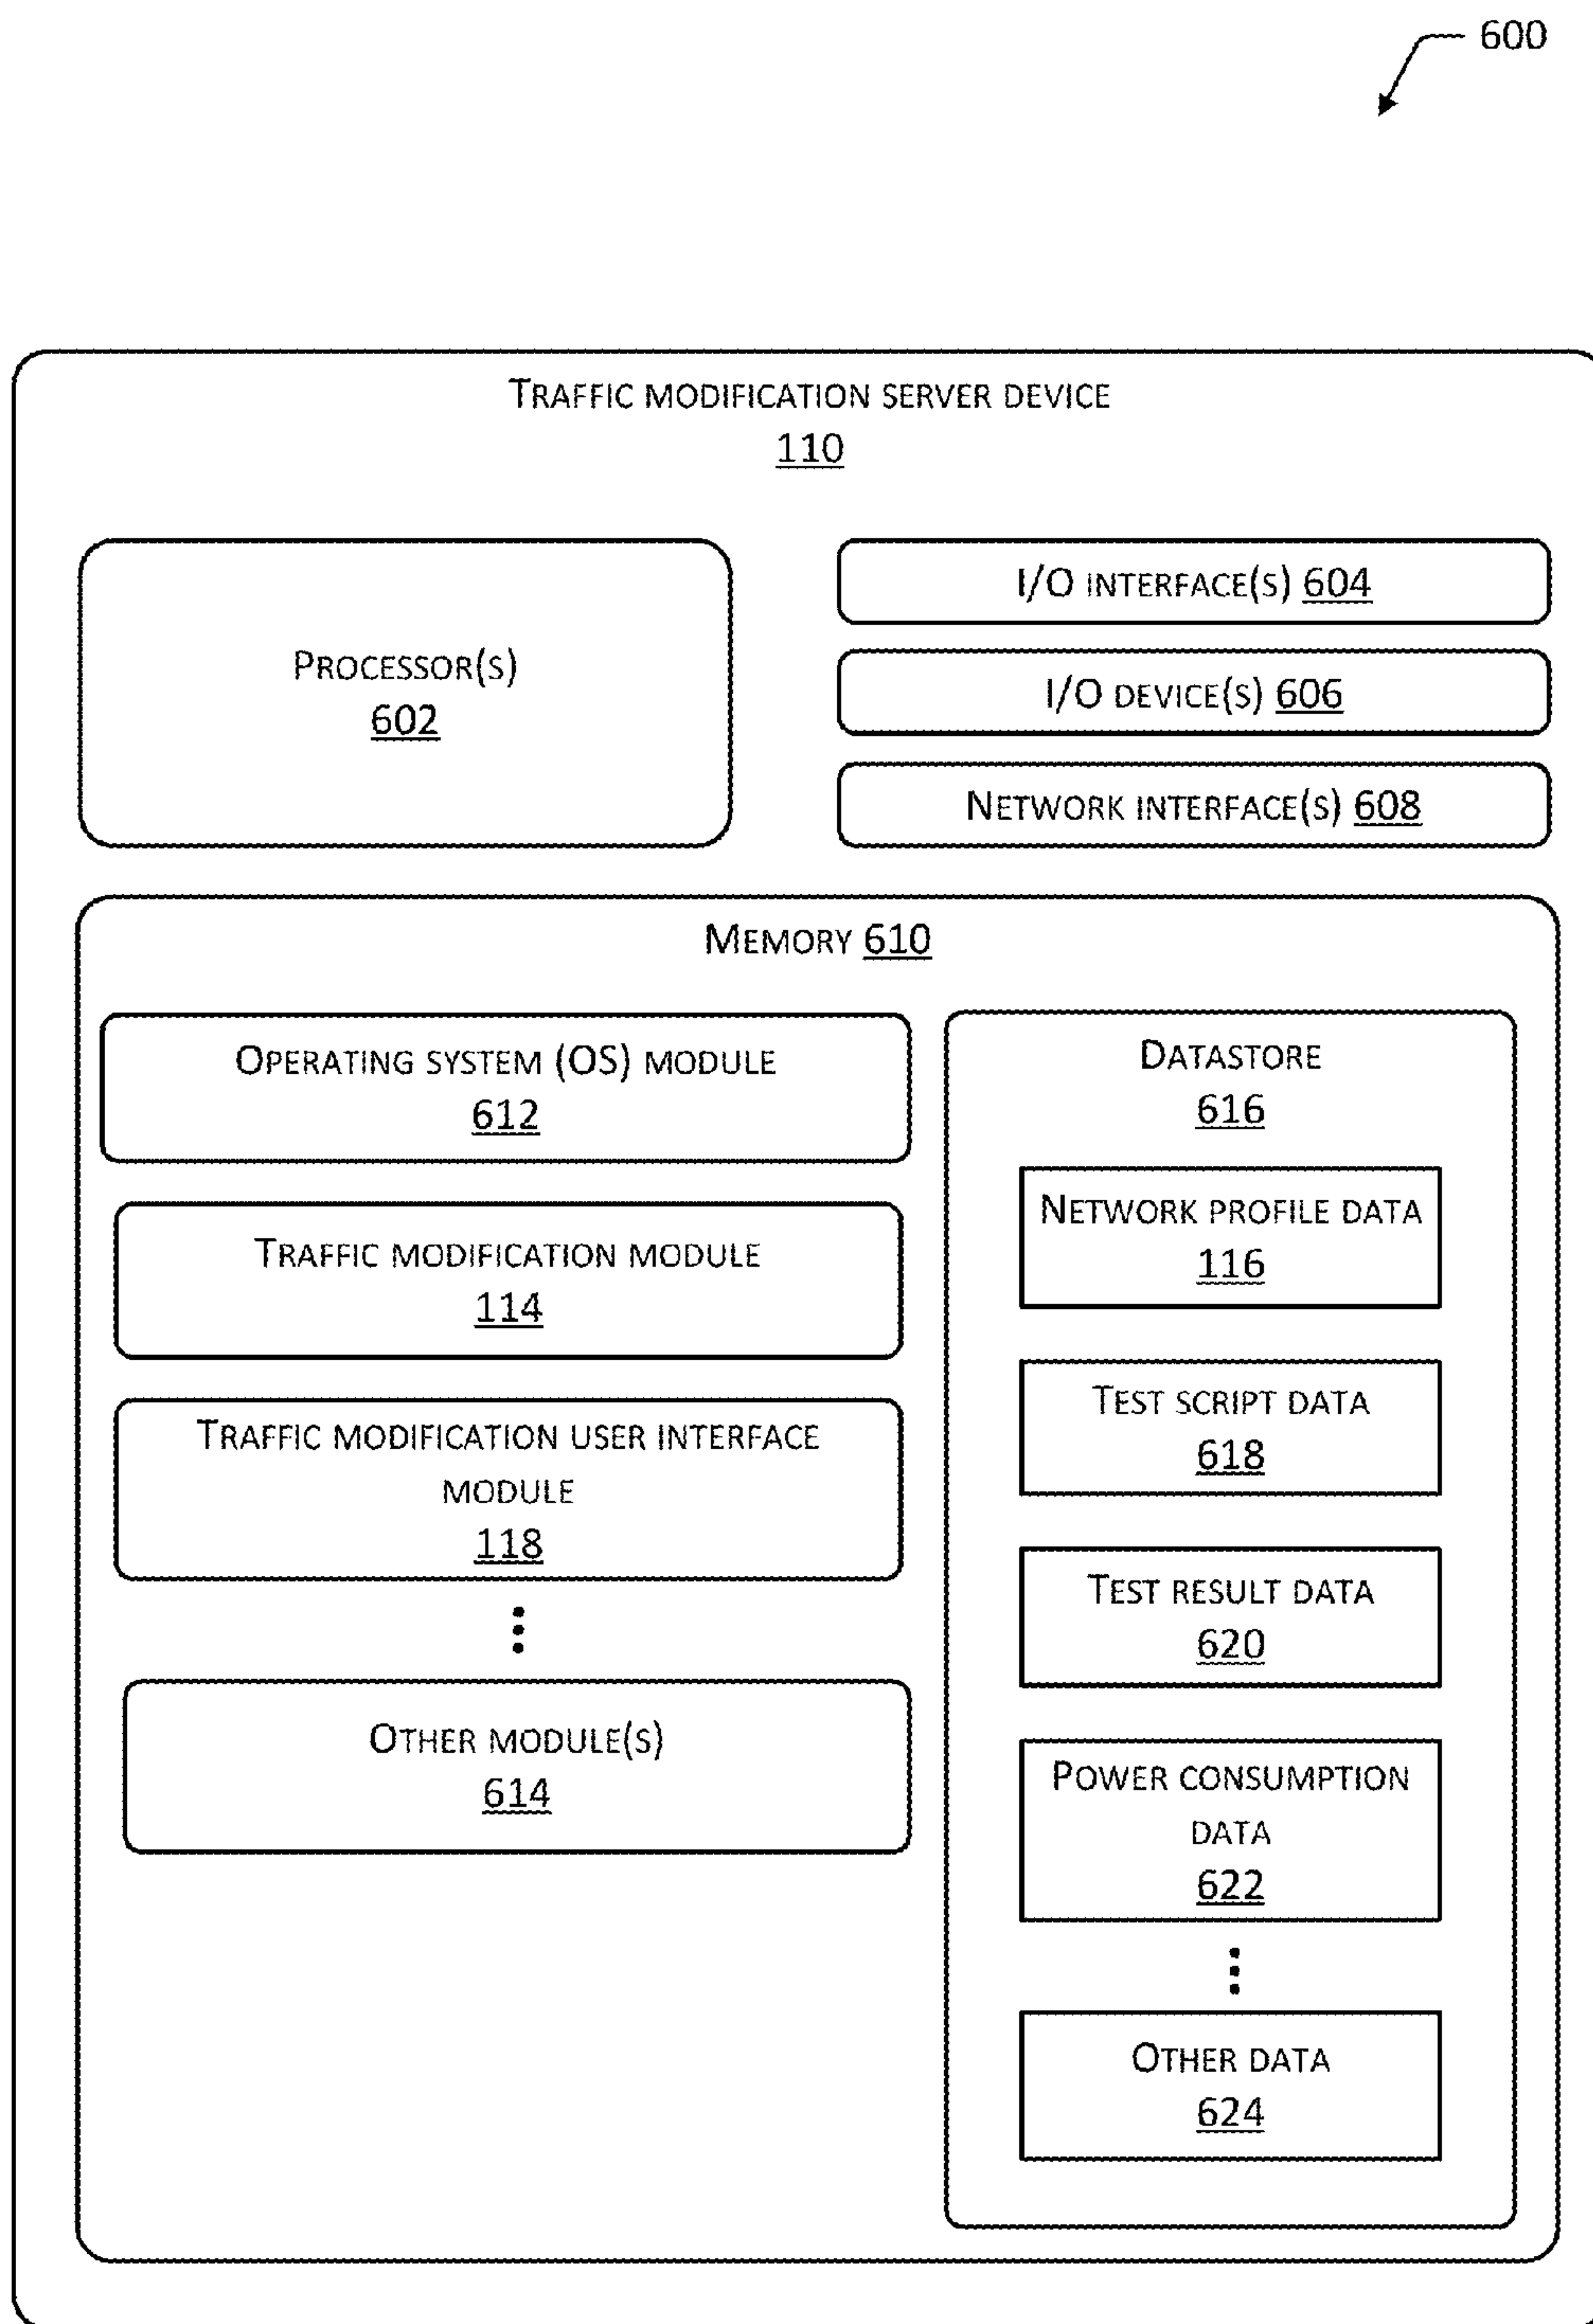 600
Traffic modification server device
110
Processor(s)
602
I/O interface(s) 604
I/O device(s) 606
Network interface(s) 608
Memory 610
Operating system (OS) module
612
Traffic modification module
114
Traffic modification user interface
module
118
Other module(s)
614
Datastore
616
Network profile data
116
Test script data
618
Test result data
620
Power consumption
data
622
Other data
624